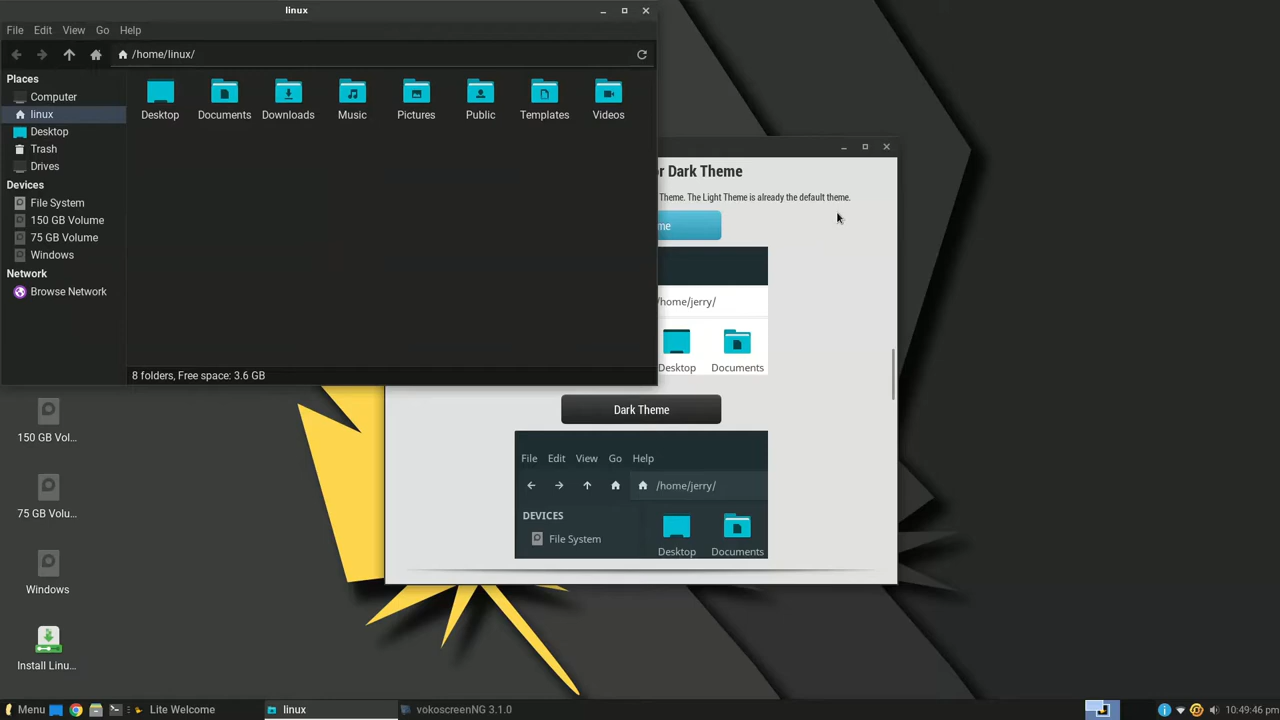 linux
File Edit View Go Help
/home/linux/
Places
Computer
linux
Desktop
Trash
Drives
Devices
File System
150 GB Volume
75 GB Volume
Windows
Network
Browse Network
Desktop Documents Downloads Music Pictures Public Templates Videos
8 folders, Free space: 3.6 GB
or Dark Theme
Theme. The Light Theme is already the default theme.
me
/home/jerry/
Desktop Documents
Dark Theme
File Edit View Go Help
/home/jerry/
DEVICES
File System
Desktop Documents
150 GB Vol...
75 GB Volu...
Windows
Install Linu...
Menu Lite Welcome linux vokoscreenNG 3.1.0 10:49:46 pm